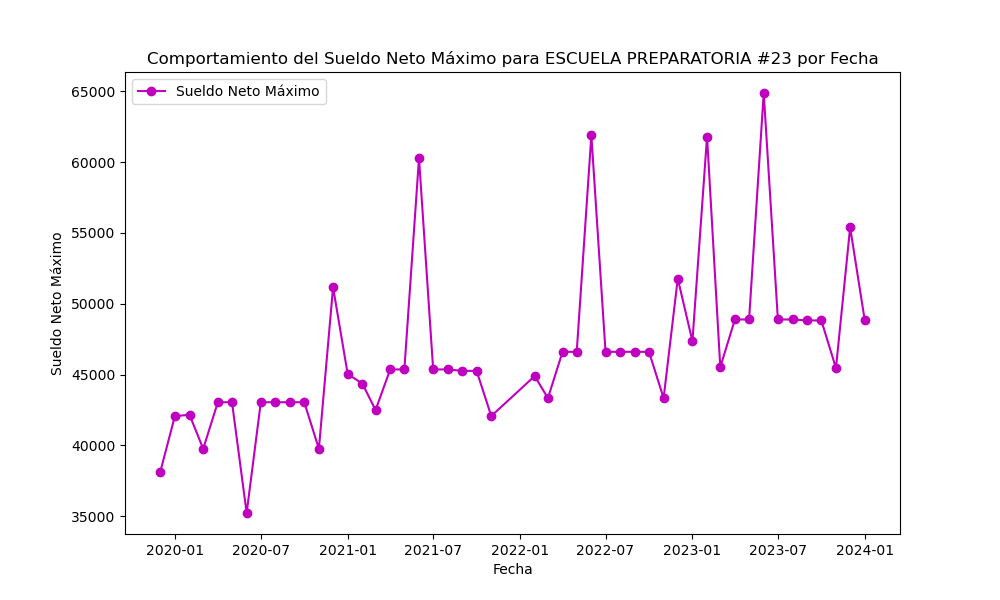 Comportamiento del Sueldo Neto Máximo para ESCUELA PREPARATORIA #23 por Fecha
Sueldo Neto Máximo
Sueldo Neto Máximo
65000
60000
55000
50000
45000
40000
35000
2020-01 2020-07 2021-01 2021-07 2022-01 2022-07 2023-01 2023-07 2024-01
Fecha